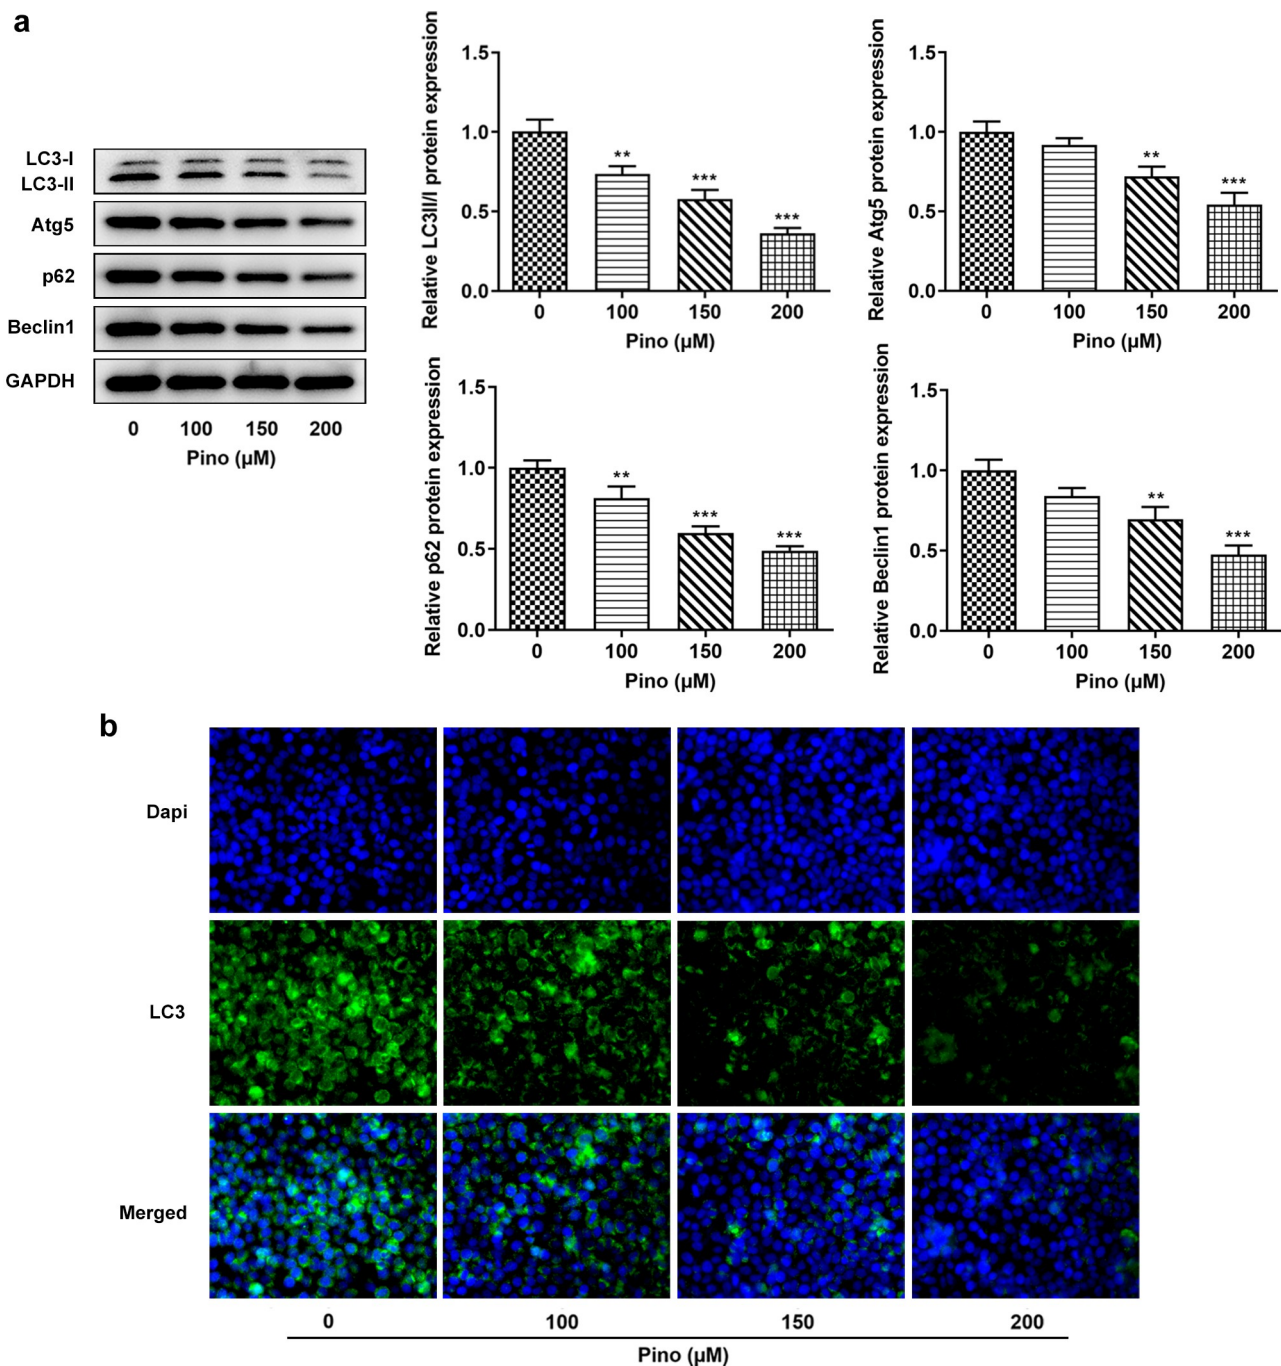 a
LC3-I
LC3-II
Atg5
p62
Beclin1
GAPDH
0 100 150 200
Pino (µM)
Relative LC3II/I protein expression
1.5
1.0
0.5
0.0
** *** ***
0 100 150 200
Pino (µM)
Relative Atg5 protein expression
1.5
1.0
0.5
0.0
** ***
0 100 150 200
Pino (µM)
Relative p62 protein expression
1.5
1.0
0.5
0.0
** *** ***
0 100 150 200
Pino (µM)
Relative Beclin1 protein expression
1.5
1.0
0.5
0.0
** ***
0 100 150 200
Pino (µM)
b
Dapi
LC3
Merged
0 100 150 200
Pino (µM)